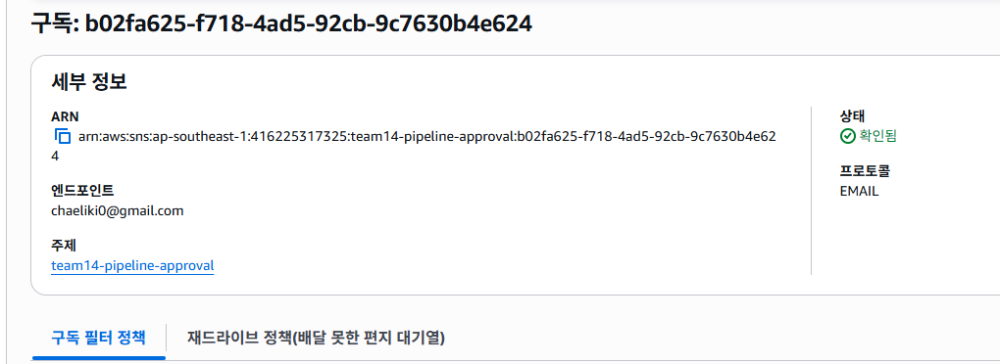 구독: b02fa625-f718-4ad5-92cb-9c7630b4e624
세부 정보
ARN
arn:aws:sns:ap-southeast-1:416225317325:team14-pipeline-approval:b02fa625-f718-4ad5-92cb-9c7630b4e62
4
엔드포인트
chaeliki0@gmail.com
주제
team14-pipeline-approval
상태
확인됨
프로토콜
EMAIL
구독 필터 정책
재드라이브 정책(배달 못한 편지 대기열)